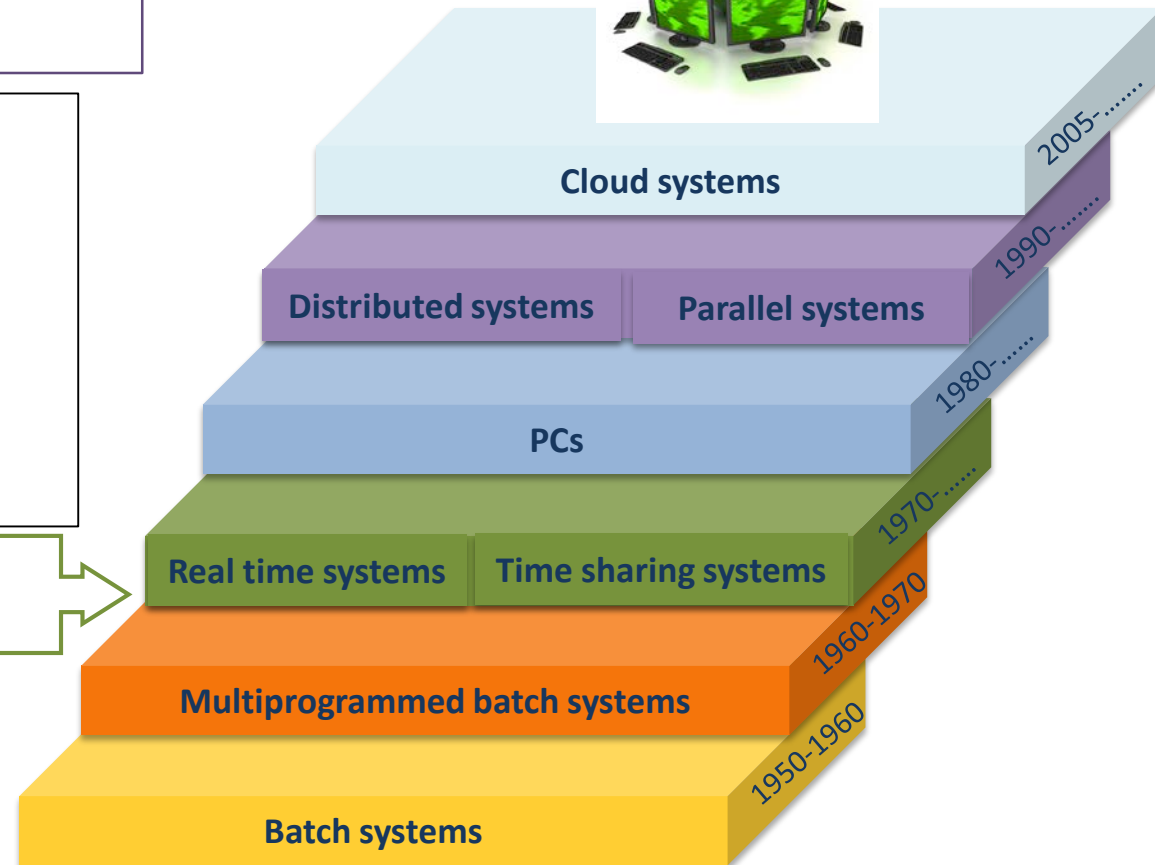 Cloud systems
2005-.......
Distributed systems
Parallel systems
1990-.......
PCs
1980-......
Real time systems
Time sharing systems
1970-......
Multiprogrammed batch systems
1960-1970
Batch systems
1950-1960